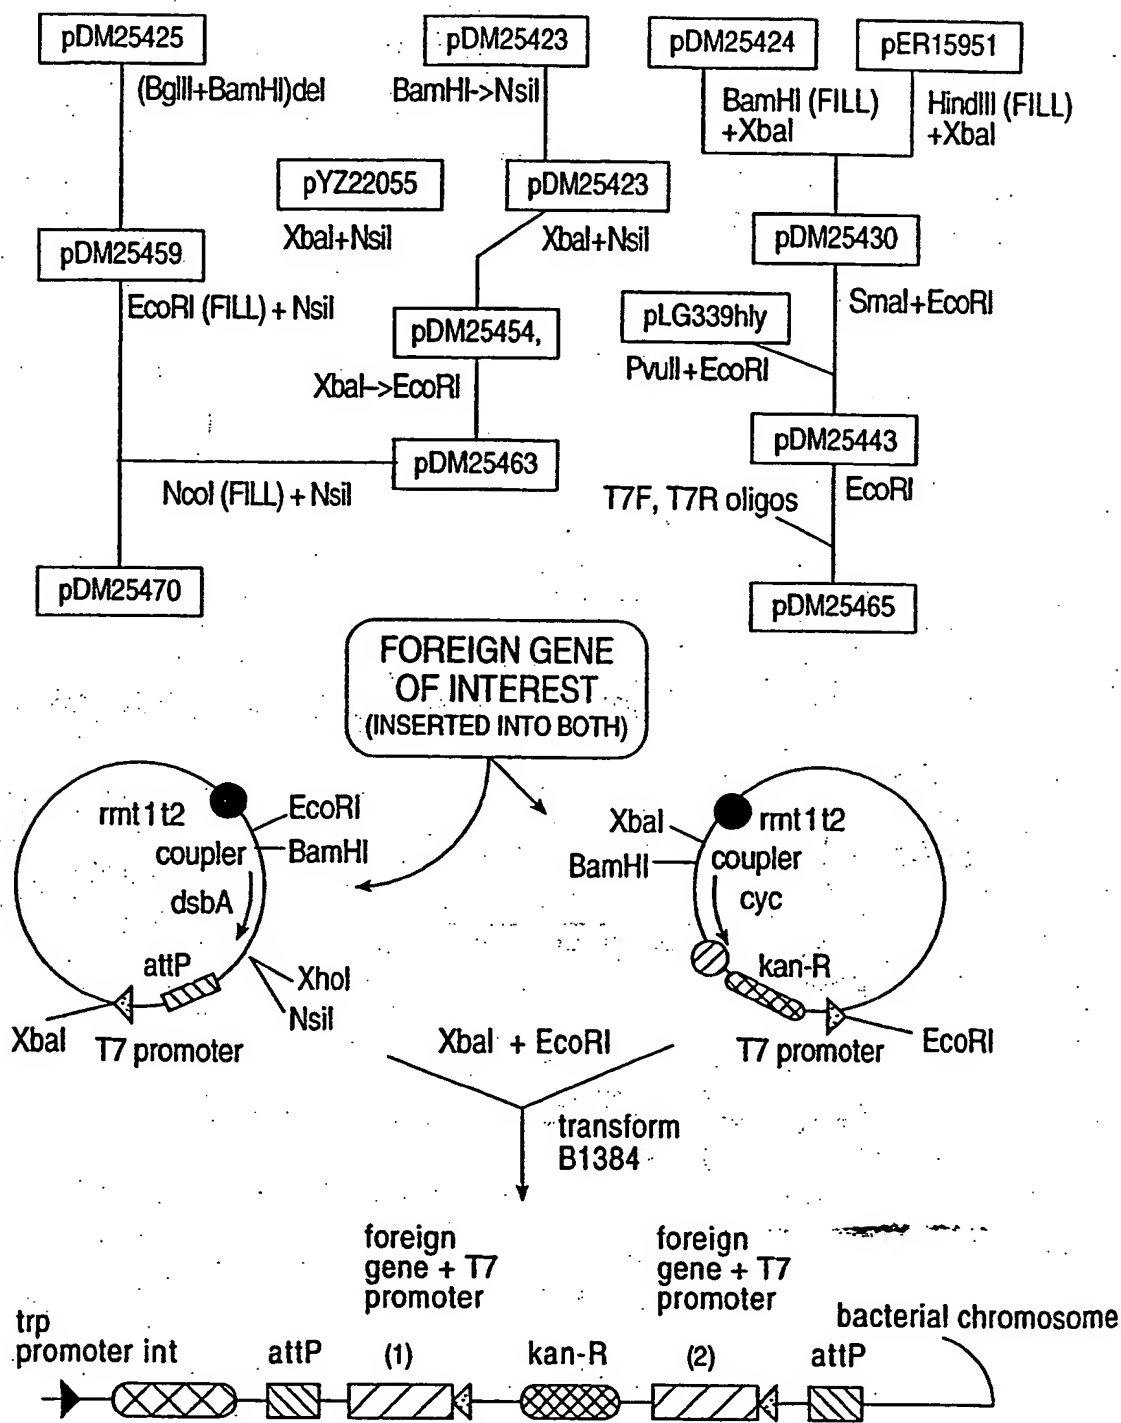 pDM25425
pDM25423
pDM25424
pER15951
(BglII+BamHI)del
BamHI->NsiI
BamHI (FILL)
+XbaI
HindIII (FILL)
+XbaI
pYZ22055
pDM25423
XbaI+NsiI
XbaI+NsiI
pDM25459
pDM25430
EcoRI (FILL) + NsiI
SmaI+EcoRI
pLG339hly
pDM25454,
PvuII+EcoRI
XbaI->EcoRI
pDM25443
pDM25463
NcoI (FILL) + NsiI
EcoRI
T7F, T7R oligos
pDM25470
pDM25465
FOREIGN GENE
OF INTEREST
(INSERTED INTO BOTH)
rrnt1t2
EcoRI
coupler
BamHI
dsbA
attP
XhoI
NsiI
XbaI
T7 promoter
XbaI
rrnt1t2
BamHI
coupler
cyc
kan-R
T7 promoter
EcoRI
XbaI + EcoRI
transform
B1384
foreign
gene + T7
promoter
foreign
gene + T7
promoter
trp
promoter int
attP
(1)
kan-R
(2)
attP
bacterial chromosome